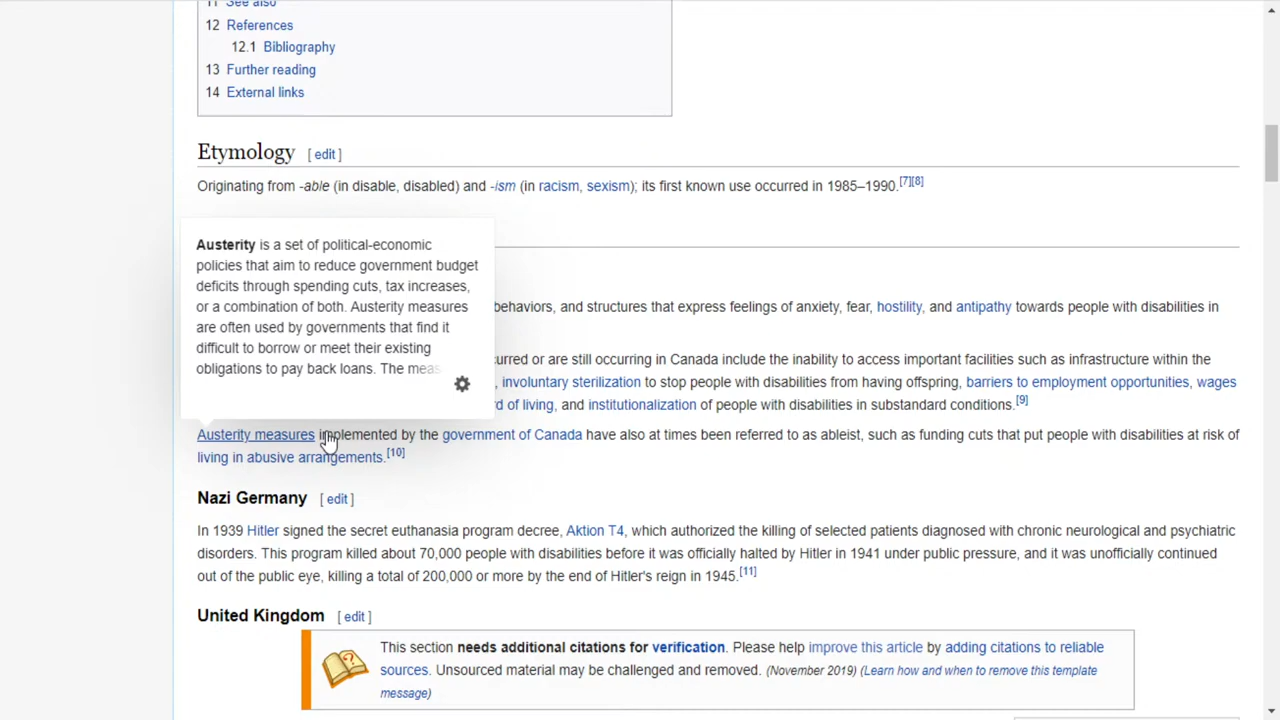 11 See also
12 References
12.1 Bibliography
13 Further reading
14 External links
Etymology [ edit ]
Originating from -able (in disable, disabled) and -ism (in racism, sexism); its first known use occurred in 1985–1990.[7][8]
Austerity is a set of political-economic
policies that aim to reduce government budget
deficits through spending cuts, tax increases,
or a combination of both. Austerity measures
are often used by governments that find it
difficult to borrow or meet their existing
obligations to pay back loans. The meas
behaviors, and structures that express feelings of anxiety, fear, hostility, and antipathy towards people with disabilities in
urred or are still occurring in Canada include the inability to access important facilities such as infrastructure within the
, involuntary sterilization to stop people with disabilities from having offspring, barriers to employment opportunities, wages
rd of living, and institutionalization of people with disabilities in substandard conditions.[9]
Austerity measures implemented by the government of Canada have also at times been referred to as ableist, such as funding cuts that put people with disabilities at risk of
living in abusive arrangements.[10]
Nazi Germany [ edit ]
In 1939 Hitler signed the secret euthanasia program decree, Aktion T4, which authorized the killing of selected patients diagnosed with chronic neurological and psychiatric
disorders. This program killed about 70,000 people with disabilities before it was officially halted by Hitler in 1941 under public pressure, and it was unofficially continued
out of the public eye, killing a total of 200,000 or more by the end of Hitler's reign in 1945.[11]
United Kingdom [ edit ]
This section needs additional citations for verification. Please help improve this article by adding citations to reliable
sources. Unsourced material may be challenged and removed. (November 2019) (Learn how and when to remove this template
message)